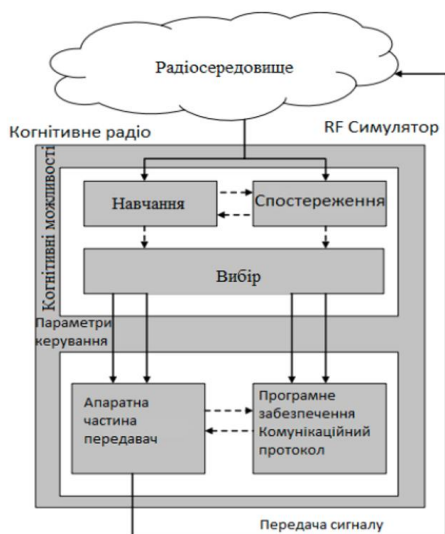 Радіосередовище
Когнітивне радіо
RF Симулятор
Когнітивні можливості
Навчання
Спостереження
Вибір
Параметри
керування
Апаратна
частина
передавач
Програмне
забезпечення
Комунікаційний
протокол
Передача сигналу